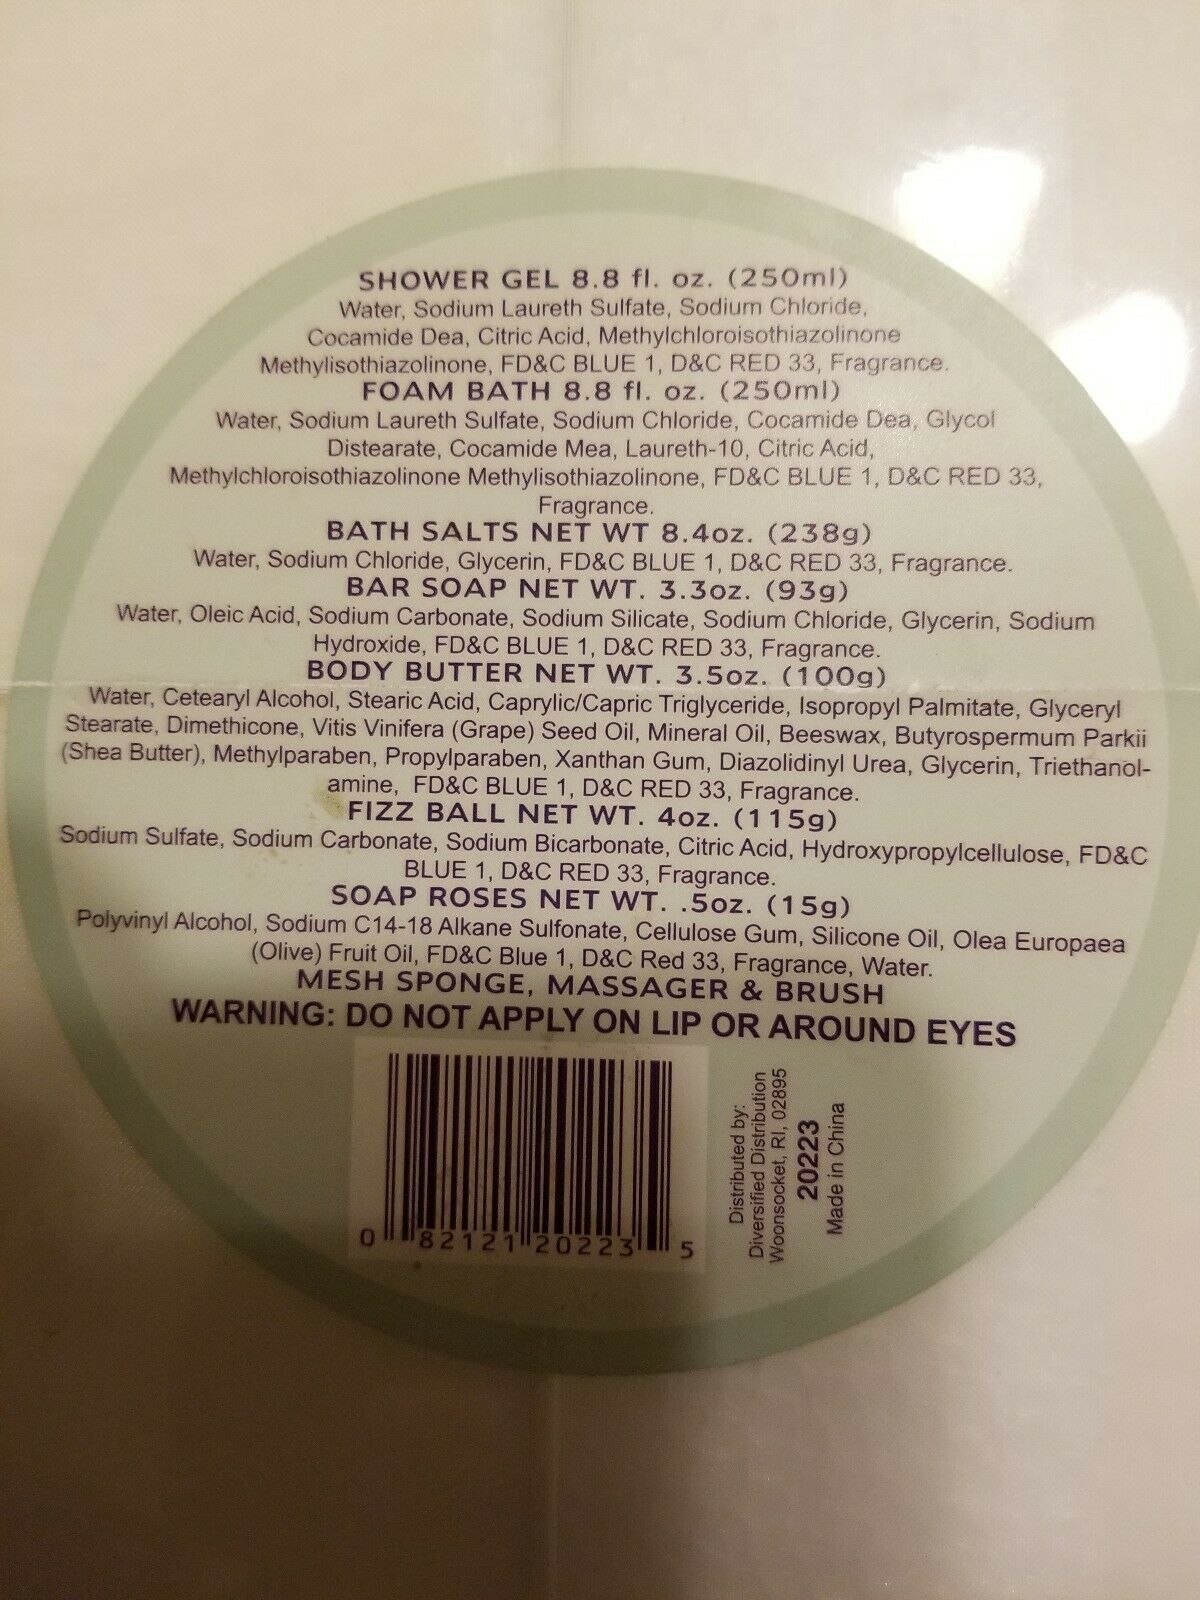 SHOWER GEL 8.8 fl. oz. (250ml)
Water, Sodium Laureth Sulfate, Sodium Chloride,
Cocamide Dea, Citric Acid, Methylchloroisothiazolinone
Methylisothiazolinone, FD&C BLUE 1, D&C RED 33, Fragrance.
FOAM BATH 8.8 fl. oz. (250ml)
Water, Sodium Laureth Sulfate, Sodium Chloride, Cocamide Dea, Glycol
Distearate, Cocamide Mea, Laureth-10, Citric Acid,
Methylchloroisothiazolinone Methylisothiazolinone, FD&C BLUE 1, D&C RED 33,
Fragrance.
BATH SALTS NET WT 8.4oz. (238g)
Water, Sodium Chloride, Glycerin, FD&C BLUE 1, D&C RED 33, Fragrance.
BAR SOAP NET WT. 3.3oz. (93g)
Water, Oleic Acid, Sodium Carbonate, Sodium Silicate, Sodium Chloride, Glycerin, Sodium
Hydroxide, FD&C BLUE 1, D&C RED 33, Fragrance.
BODY BUTTER NET WT. 3.5oz. (100g)
Water, Cetearyl Alcohol, Stearic Acid, Caprylic/Capric Triglyceride, Isopropyl Palmitate, Glyceryl
Stearate, Dimethicone, Vitis Vinifera (Grape) Seed Oil, Mineral Oil, Beeswax, Butyrospermum Parkii
(Shea Butter), Methylparaben, Propylparaben, Xanthan Gum, Diazolidinyl Urea, Glycerin, Triethanol-
amine, FD&C BLUE 1, D&C RED 33, Fragrance.
FIZZ BALL NET WT. 4oz. (115g)
Sodium Sulfate, Sodium Carbonate, Sodium Bicarbonate, Citric Acid, Hydroxypropylcellulose, FD&C
BLUE 1, D&C RED 33, Fragrance.
SOAP ROSES NET WT. .5oz. (15g)
Polyvinyl Alcohol, Sodium C14-18 Alkane Sulfonate, Cellulose Gum, Silicone Oil, Olea Europaea
(Olive) Fruit Oil, FD&C Blue 1, D&C Red 33, Fragrance, Water.
MESH SPONGE, MASSAGER & BRUSH
WARNING: DO NOT APPLY ON LIP OR AROUND EYES
0 82121 20223 5
Distributed by:
Diversified Distribution
Woonsocket, RI, 02895
20223
Made in China